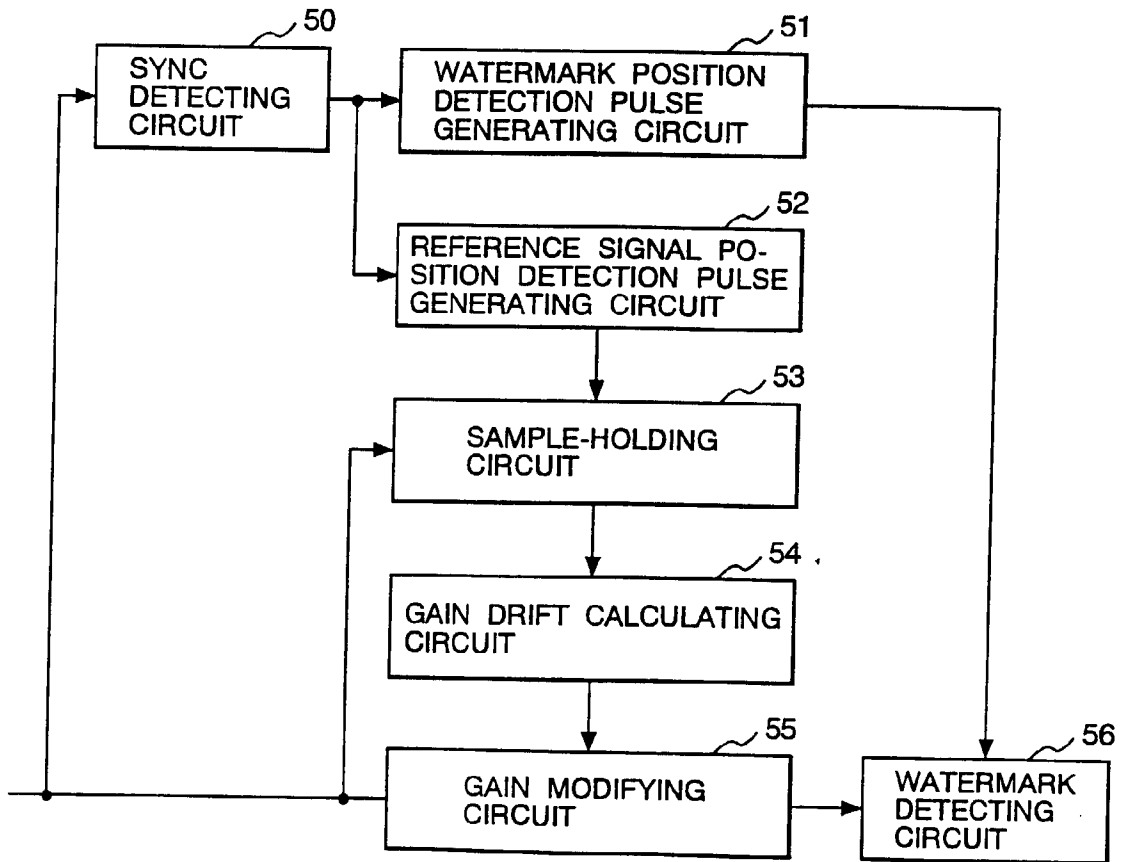 50
SYNC
DETECTING
CIRCUIT
51
WATERMARK POSITION
DETECTION PULSE
GENERATING CIRCUIT
52
REFERENCE SIGNAL PO-
SITION DETECTION PULSE
GENERATING CIRCUIT
53
SAMPLE-HOLDING
CIRCUIT
54
GAIN DRIFT CALCULATING
CIRCUIT
55
GAIN MODIFYING
CIRCUIT
56
WATERMARK
DETECTING
CIRCUIT